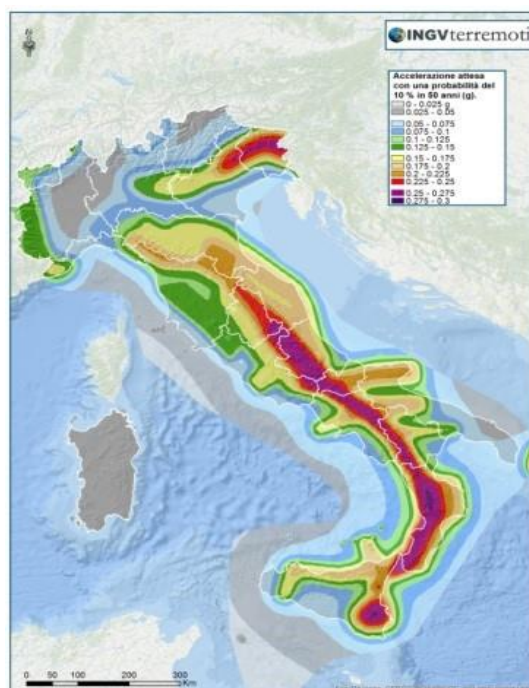 INGVterremoti
Accelerazione attesa
con una probabilità del
10 % in 50 anni (g).
0 - 0.025 g
0.025 - 0.05
0.05 - 0.075
0.075 - 0.1
0.1 - 0.125
0.125 - 0.15
0.15 - 0.175
0.175 - 0.2
0.2 - 0.225
0.225 - 0.25
0.25 - 0.275
0.275 - 0.3
0 50 100 200 300
Km